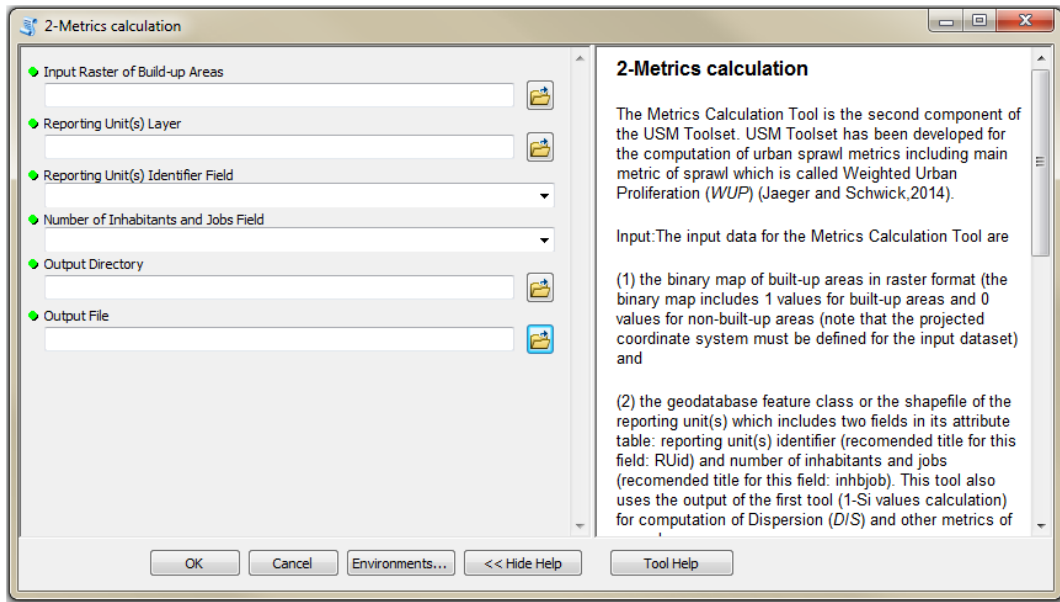 2-Metrics calculation
Input Raster of Build-up Areas
Reporting Unit(s) Layer
Reporting Unit(s) Identifier Field
Number of Inhabitants and Jobs Field
Output Directory
Output File
2-Metrics calculation
The Metrics Calculation Tool is the second component of
the USM Toolset. USM Toolset has been developed for
the computation of urban sprawl metrics including main
metric of sprawl which is called Weighted Urban
Proliferation (WUP) (Jaeger and Schwick,2014).
Input:The input data for the Metrics Calculation Tool are
(1) the binary map of built-up areas in raster format (the
binary map includes 1 values for built-up areas and 0
values for non-built-up areas (note that the projected
coordinate system must be defined for the input dataset)
and
(2) the geodatabase feature class or the shapefile of the
reporting unit(s) which includes two fields in its attribute
table: reporting unit(s) identifier (recomended title for this
field: RUid) and number of inhabitants and jobs
(recomended title for this field: inhbjob). This tool also
uses the output of the first tool (1-Si values calculation)
for computation of Dispersion (DIS) and other metrics of
OK
Cancel
Environments...
<< Hide Help
Tool Help